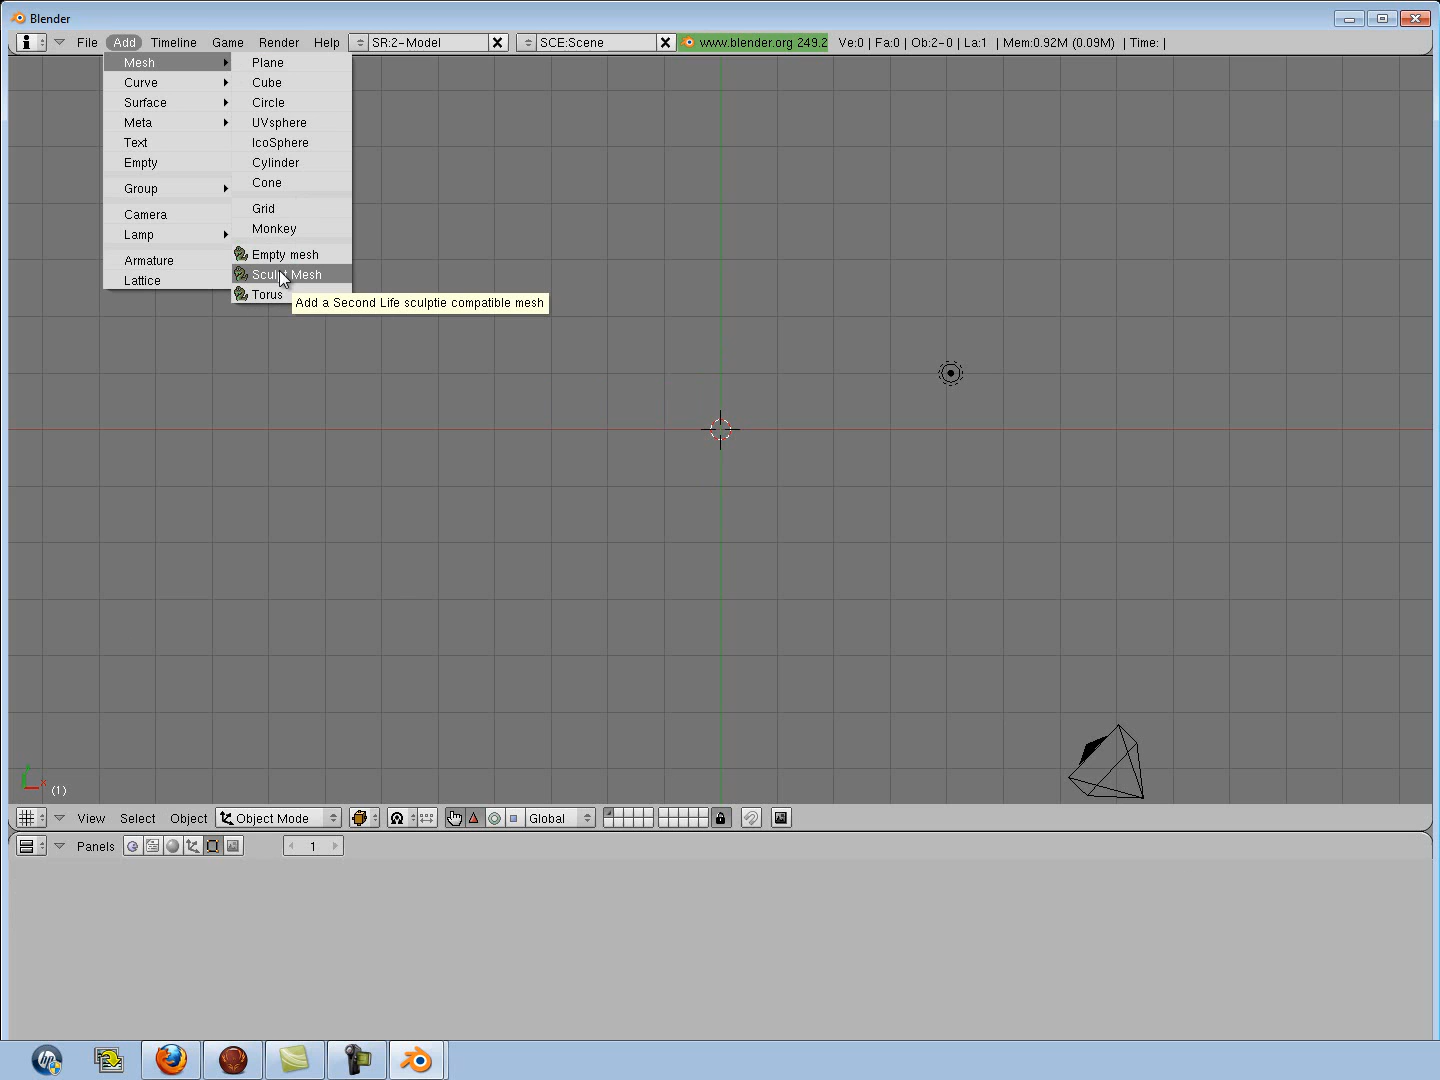 Blender
File Add Timeline Game Render Help SR:2-Model SCE:Scene www.blender.org 249.2 Ve:0 | Fa:0 | Ob:2-0 | La:1 | Mem:0.92M (0.09M) | Time: |
Mesh
Curve
Surface
Meta
Text
Empty
Group
Camera
Lamp
Armature
Lattice
Plane
Cube
Circle
UVsphere
IcoSphere
Cylinder
Cone
Grid
Monkey
Empty mesh
Sculpt Mesh
Torus
Add a Second Life sculptie compatible mesh
x
(1)
View Select Object Object Mode Global
Panels 1
hp